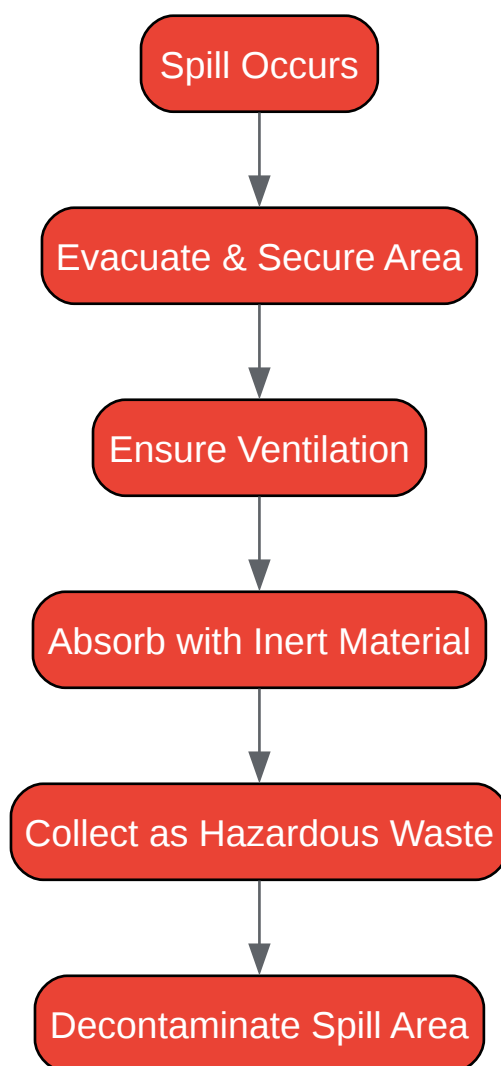 Spill Occurs
Evacuate & Secure Area
Ensure Ventilation
Absorb with Inert Material
Collect as Hazardous Waste
Decontaminate Spill Area